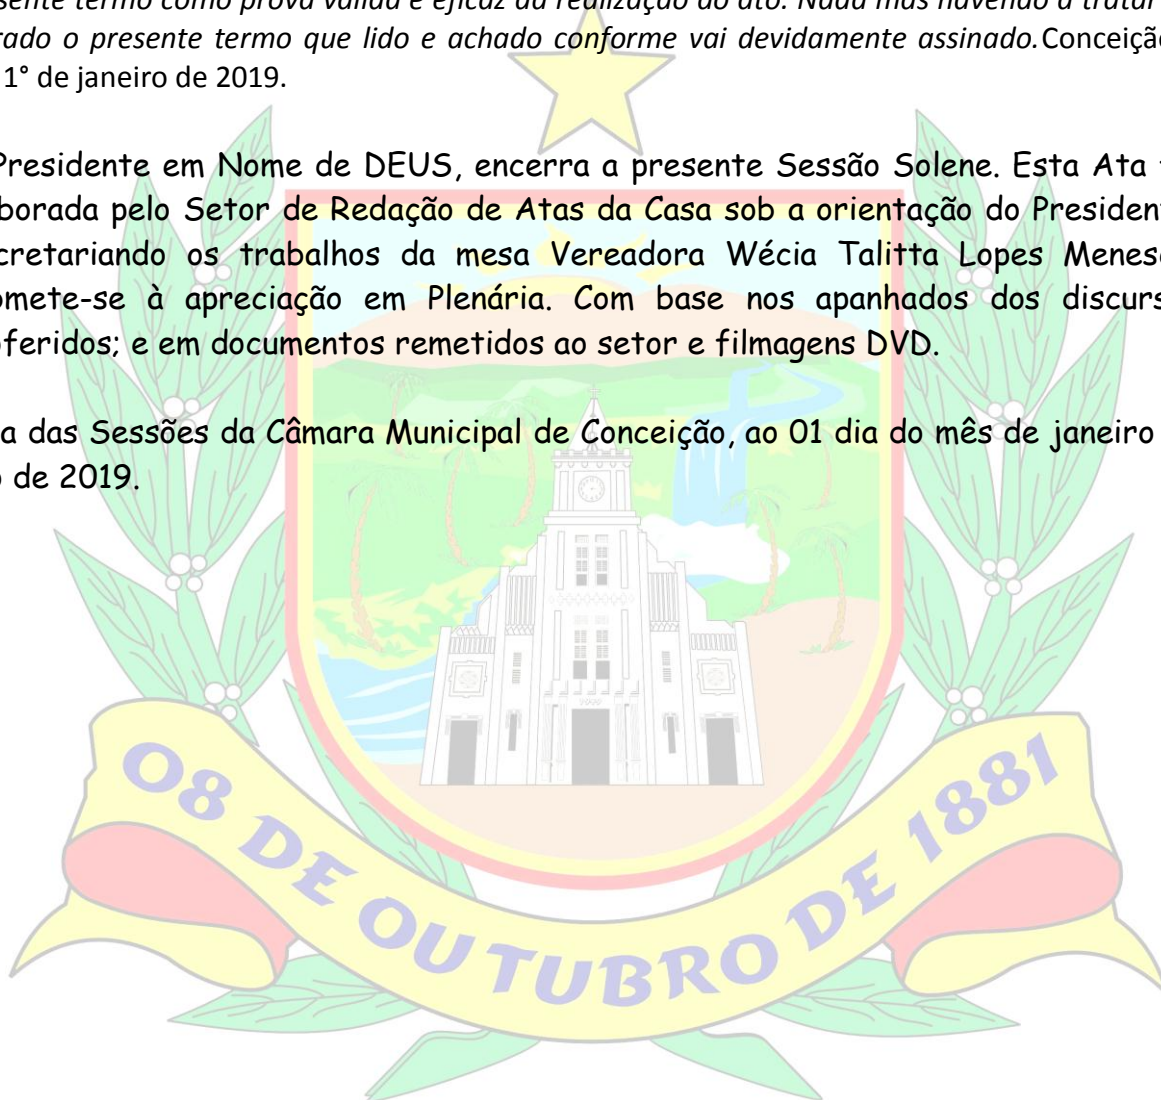 sente termo como prova válida e eficaz da realização do ato. Nada mas havendo a tratar
rado o presente termo que lido e achado conforme vai devidamente assinado.Conceição
1° de janeiro de 2019.
Presidente em Nome de DEUS, encerra a presente Sessão Solene. Esta Ata
borada pelo Setor de Redação de Atas da Casa sob a orientação do President
cretariando os trabalhos da mesa Vereadora Wécia Talitta Lopes Menese
omete-se à apreciação em Plenária. Com base nos apanhados dos discurs
oferidos; e em documentos remetidos ao setor e filmagens DVD.
a das Sessões da Câmara Municipal de Conceição, ao 01 dia do mês de janeiro
o de 2019.
08 DE OUTUBRO DE 1881